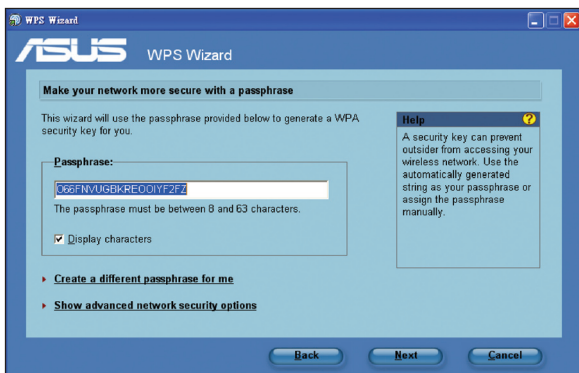 WPS Wizard
ASUS WPS Wizard
Make your network more secure with a passphrase
This wizard will use the passphrase provided below to generate a WPA
security key for you.
Passphrase:
O66FNVUGBKREOOIYF2FZ
The passphrase must be between 8 and 63 characters.
Display characters
Create a different passphrase for me
Show advanced network security options
Help
A security key can prevent
outsider from accessing your
wireless network. Use the
automatically generated
string as your passphrase or
assign the passphrase
manually.
Back Next Cancel